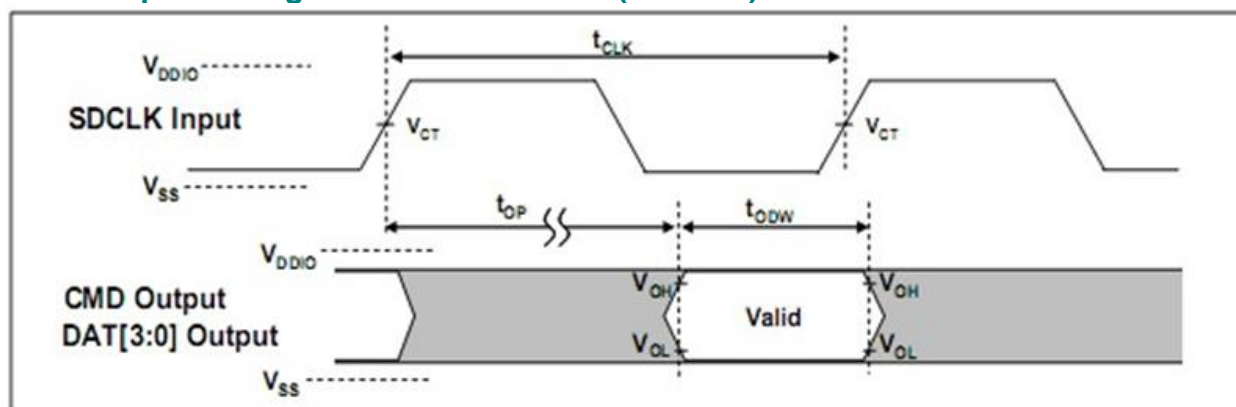 tCLK
VDDIO
SDCLK Input
VCT
VCT
VSS
tOP
tODW
VDDIO
CMD Output
DAT[3:0] Output
VOH
VOH
Valid
VOL
VOL
VSS